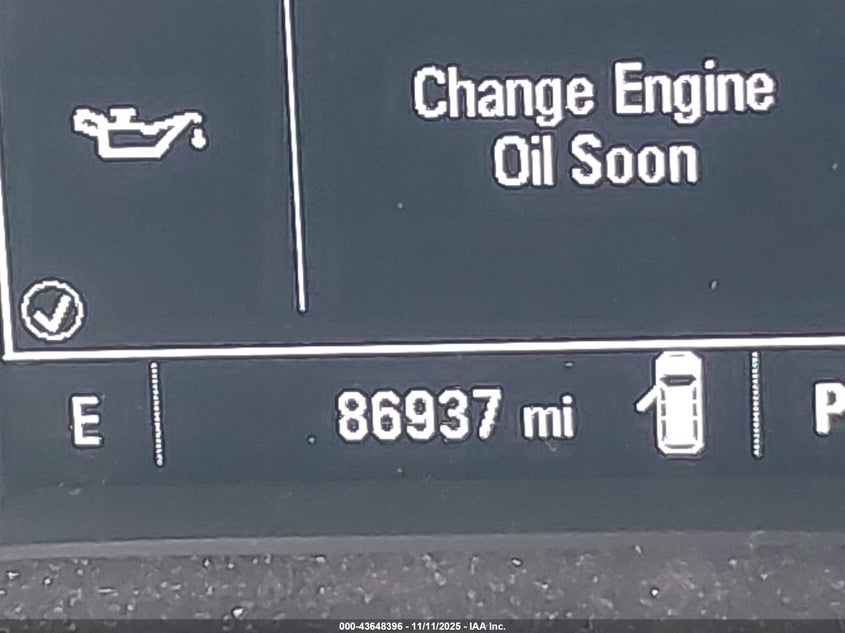 Change Engine
Oil Soon
E
86937 mi
P
000-43648396 - 11/11/2025 - IAA Inc.